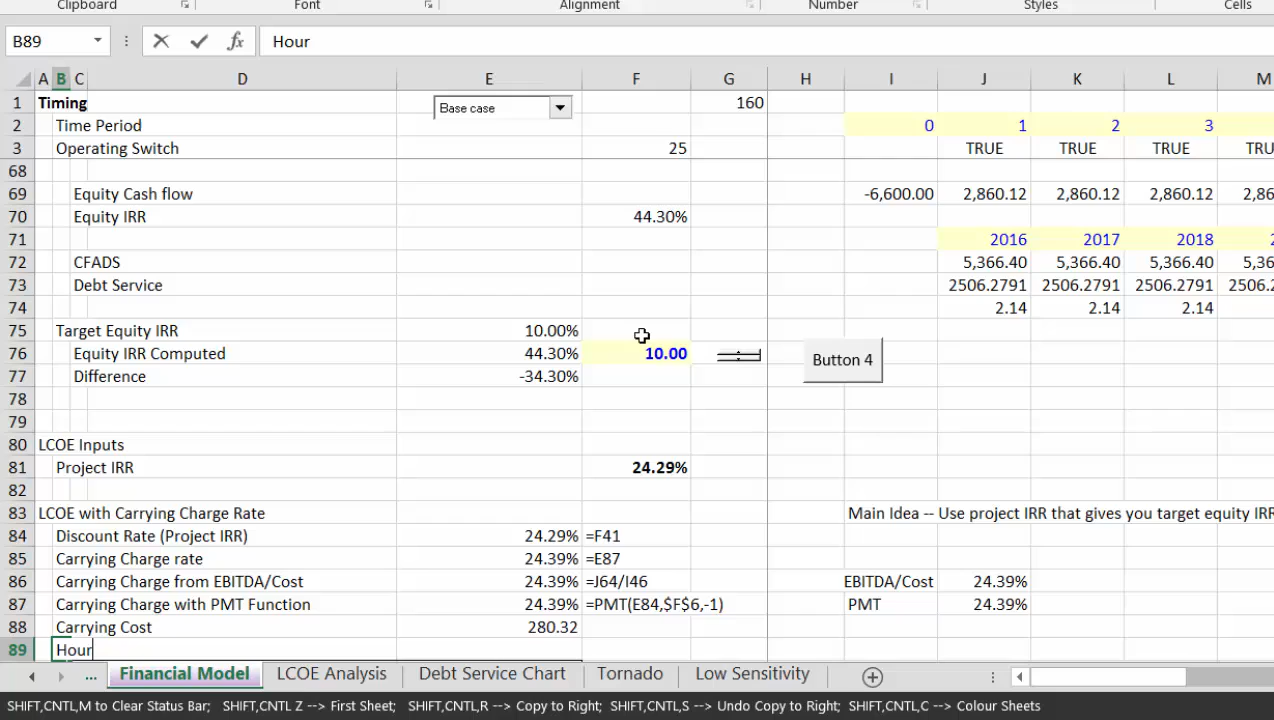 Clipboard Font Alignment Number Styles Cells
B89 fx Hour
A B C D E F G H I J K L M
1 Timing Base case 160
2 Time Period 0 1 2 3
3 Operating Switch 25 TRUE TRUE TRUE TRU
68
69 Equity Cash flow -6,600.00 2,860.12 2,860.12 2,860.12 2,86
70 Equity IRR 44.30%
71 2016 2017 2018 2
72 CFADS 5,366.40 5,366.40 5,366.40 5,36
73 Debt Service 2506.2791 2506.2791 2506.2791 2506.2
74 2.14 2.14 2.14 2
75 Target Equity IRR 10.00%
76 Equity IRR Computed 44.30% 10.00 Button 4
77 Difference -34.30%
78
79
80 LCOE Inputs
81 Project IRR 24.29%
82
83 LCOE with Carrying Charge Rate Main Idea -- Use project IRR that gives you target equity IRR
84 Discount Rate (Project IRR) 24.29% =F41
85 Carrying Charge rate 24.39% =E87
86 Carrying Charge from EBITDA/Cost 24.39% =J64/I46 EBITDA/Cost 24.39%
87 Carrying Charge with PMT Function 24.39% =PMT(E84,$F$6,-1) PMT 24.39%
88 Carrying Cost 280.32
89 Hour
... Financial Model LCOE Analysis Debt Service Chart Tornado Low Sensitivity
SHIFT,CNTL,M to Clear Status Bar; SHIFT,CNTL Z --> First Sheet; SHIFT,CNTL,R --> Copy to Right; SHIFT,CNTL,S --> Undo Copy to Right; SHIFT,CNTL,C --> Colour Sheets